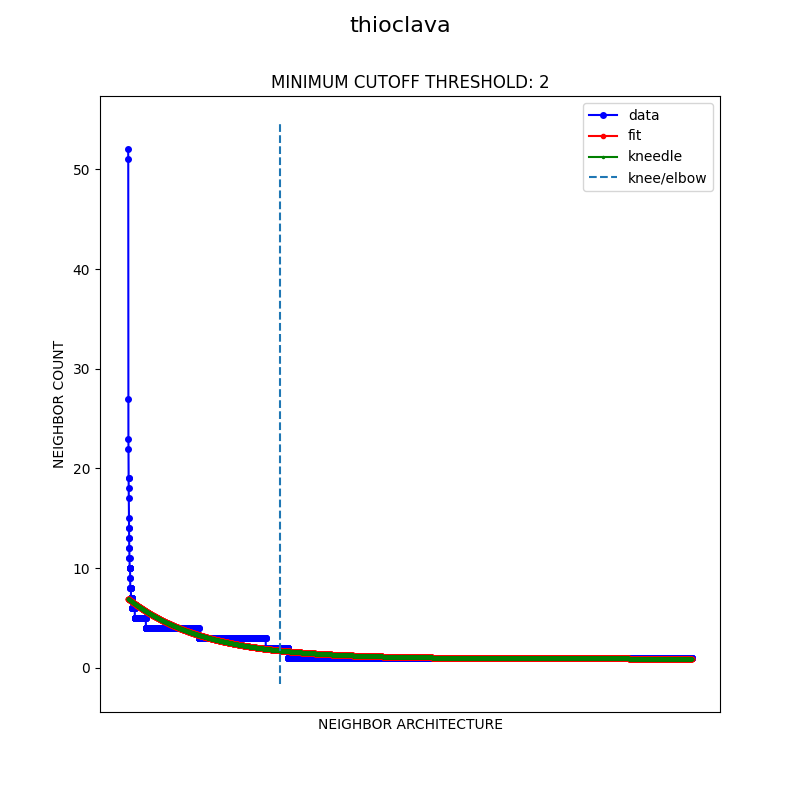 thioclava
MINIMUM CUTOFF THRESHOLD: 2
data
fit
kneedle
knee/elbow
50
40
30
20
10
0
NEIGHBOR COUNT
NEIGHBOR ARCHITECTURE